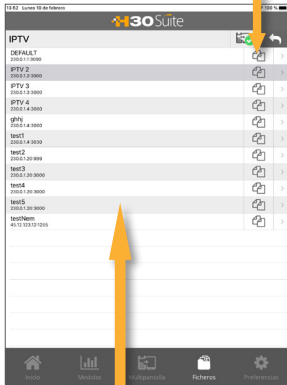 13:52 Lunes 10 de febrero 100 %
H30Suite
IPTV
DEFAULT
230.0.1.1:3000
IPTV 2
230.0.1.2:3000
IPTV 3
230.0.1.3:3000
IPTV 4
230.0.1.4:3000
ghhj
230.0.1.4:3000
test1
230.0.1.4:3030
test2
230.0.1.20:999
test3
230.0.1.20:3000
test4
230.0.1.20:3000
test5
230.0.1.20:9000
testNem
45.12.123.12:1205
Inicio Medidas Multipantalla Ficheros Preferencias